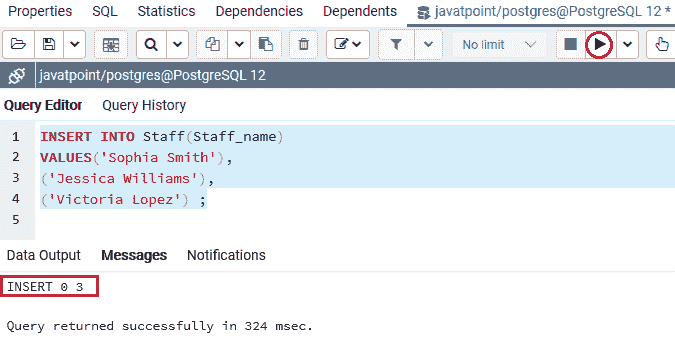 Properties SQL Statistics Dependencies Dependents javatpoint/postgres@PostgreSQL 12 *
No limit
javatpoint/postgres@PostgreSQL 12
Query Editor Query History
1 INSERT INTO Staff(Staff_name)
2 VALUES('Sophia Smith'),
3 ('Jessica Williams'),
4 ('Victoria Lopez') ;
5
Data Output Messages Notifications
INSERT 0 3
Query returned successfully in 324 msec.